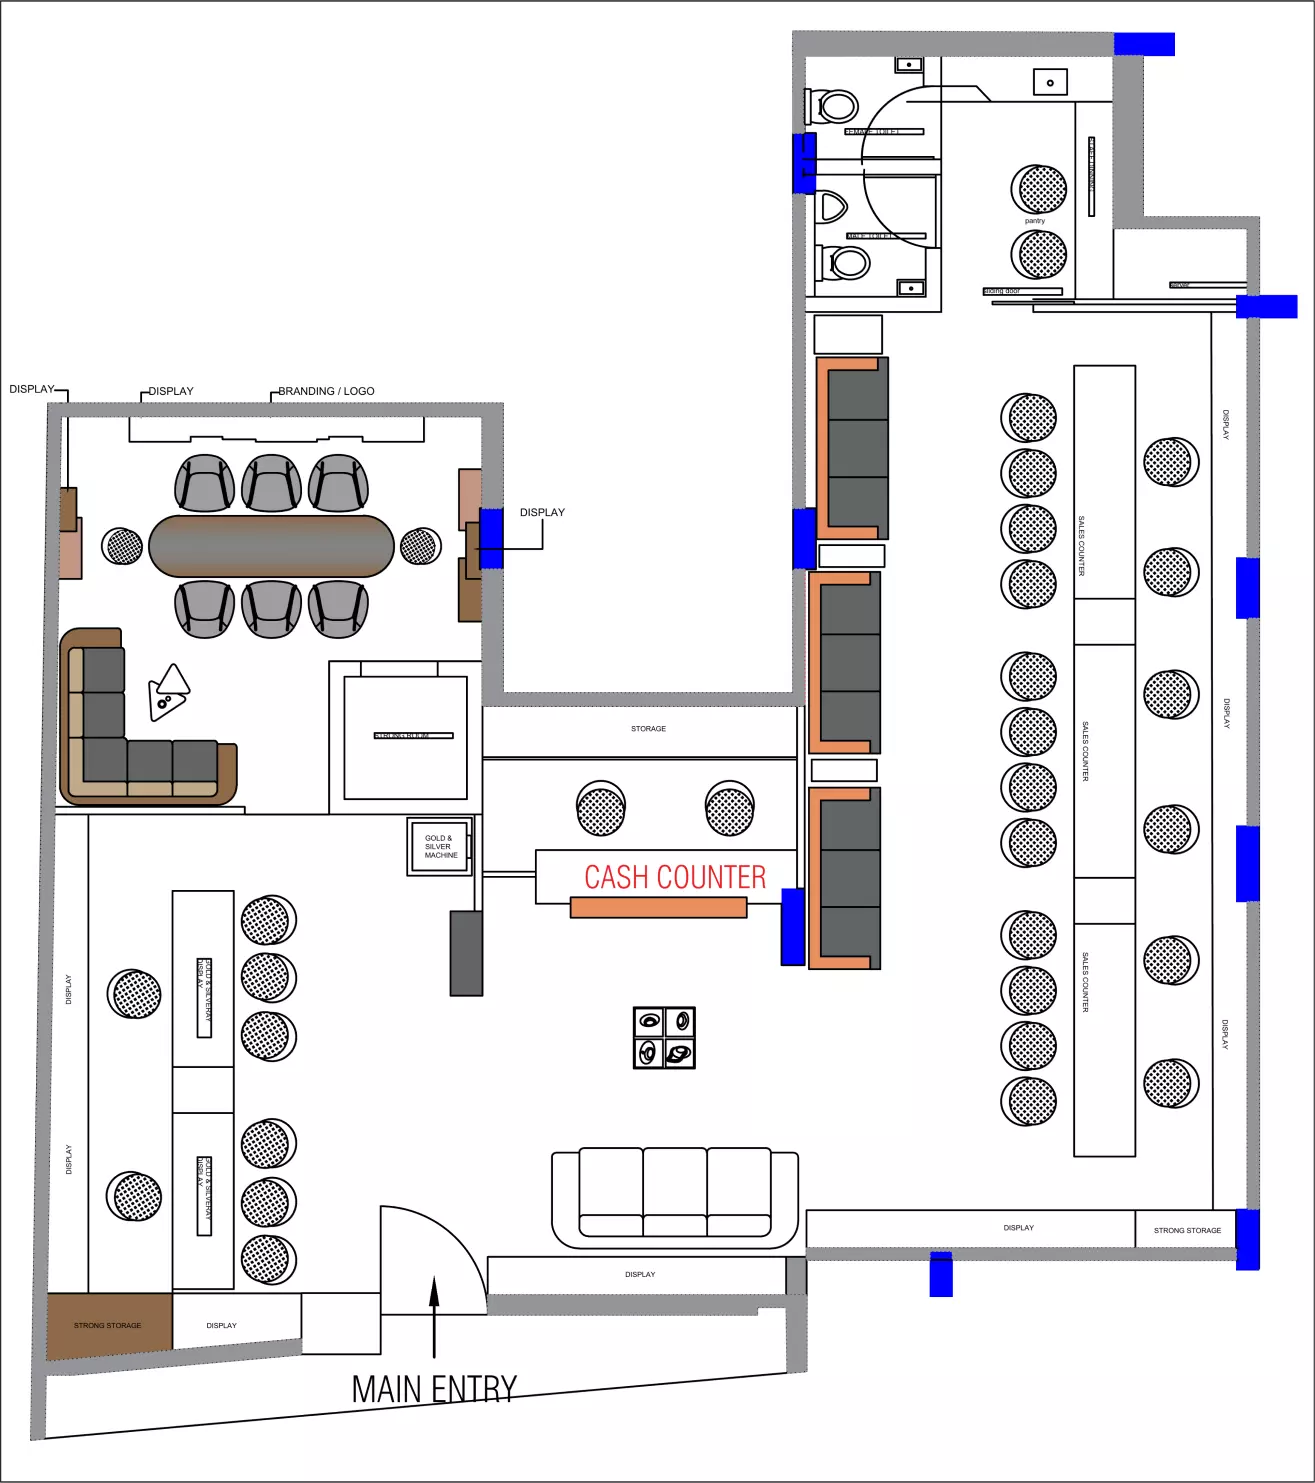 FEMALE TOILET
pantry
MALE TOILET
sliding door
DISPLAY
DISPLAY
BRANDING / LOGO
DISPLAY
DISPLAY
SALES COUNTER
STRONG ROOM
STORAGE
DISPLAY
SALES COUNTER
GOLD &
SILVER
MACHINE
CASH COUNTER
DISPLAY
GOLD & SILVERAY
DISPLAY
SALES COUNTER
DISPLAY
DISPLAY
GOLD & SILVERAY
DISPLAY
DISPLAY
STRONG STORAGE
DISPLAY
STRONG STORAGE
DISPLAY
MAIN ENTRY